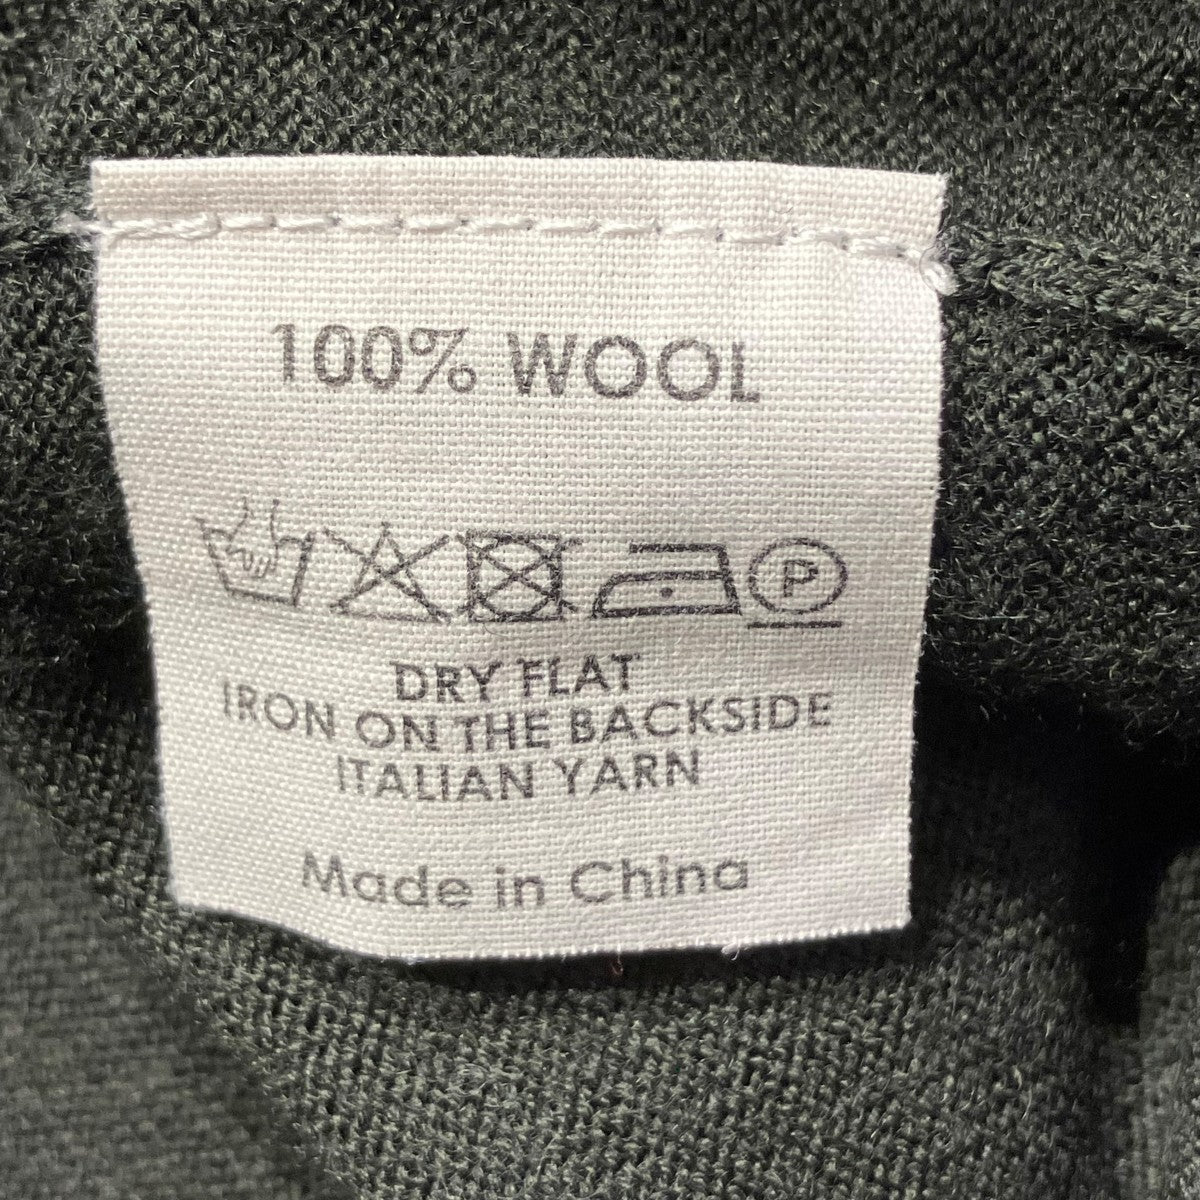 100% WOOL
P
DRY FLAT
IRON ON THE BACKSIDE
ITALIAN YARN
Made in China